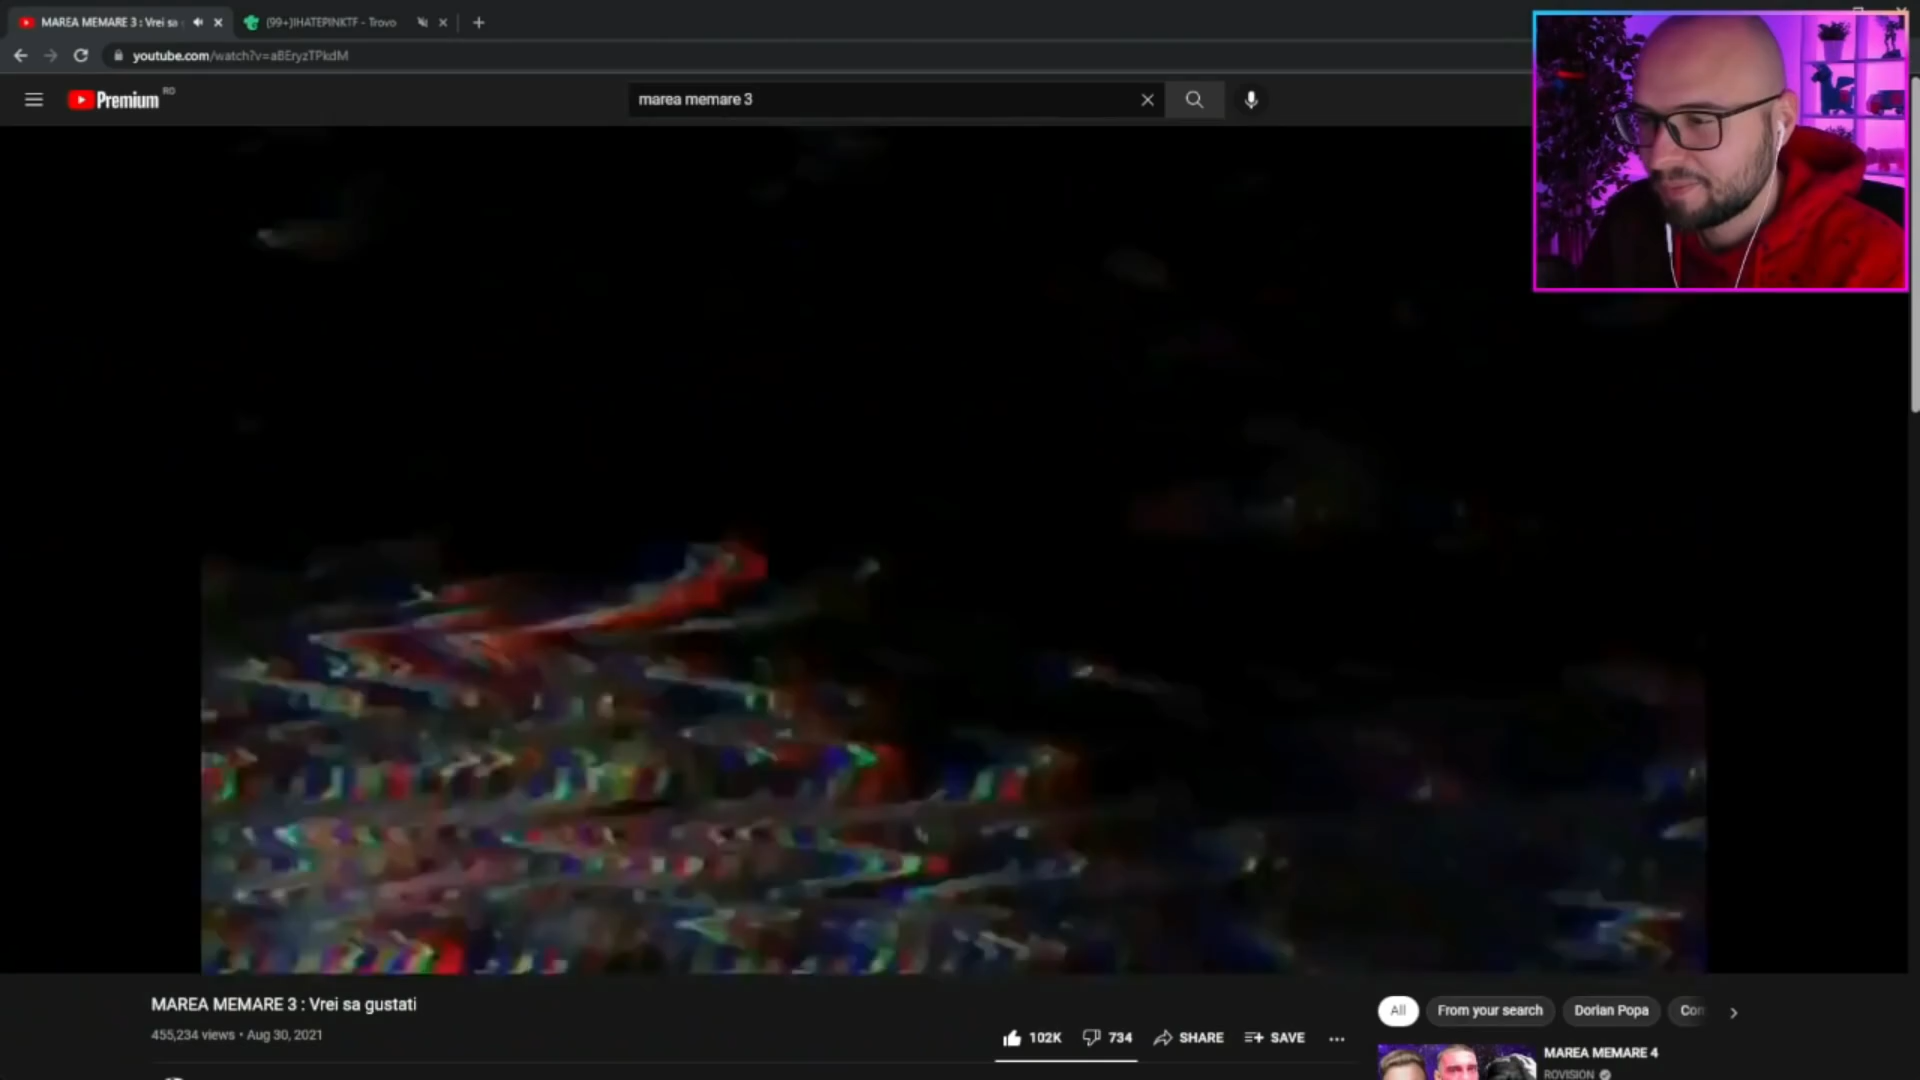 MAREA MEMARE 3 : Vrei sa
(99+)IHATEPINKTF - Trovo
youtube.com/watch?v=aBEryzTPkdM
Premium RO
marea memare 3
MAREA MEMARE 3 : Vrei sa gustati
455,234 views • Aug 30, 2021
102K 734 SHARE SAVE
All From your search Dorian Popa Con
MAREA MEMARE 4
ROVISION